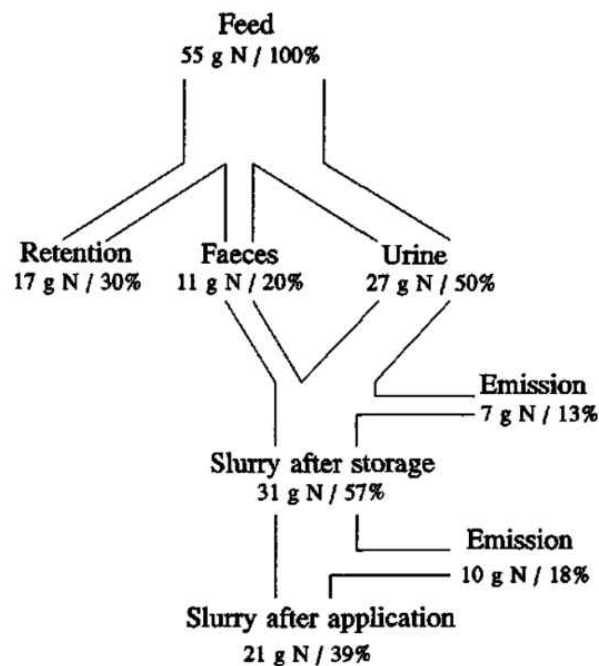 Feed
55 g N / 100%
Retention
17 g N / 30%
Faeces
11 g N / 20%
Urine
27 g N / 50%
Emission
7 g N / 13%
Slurry after storage
31 g N / 57%
Emission
10 g N / 18%
Slurry after application
21 g N / 39%